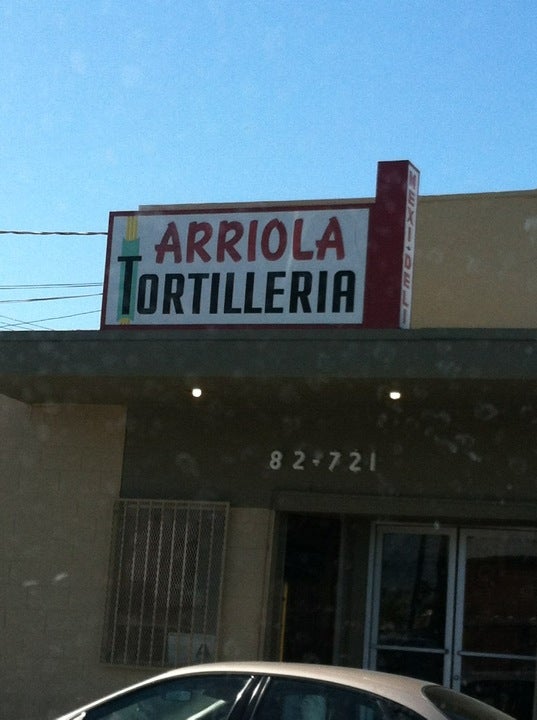 ARRIOLA
TORTILLERIA
MEXI-DELI
82-721